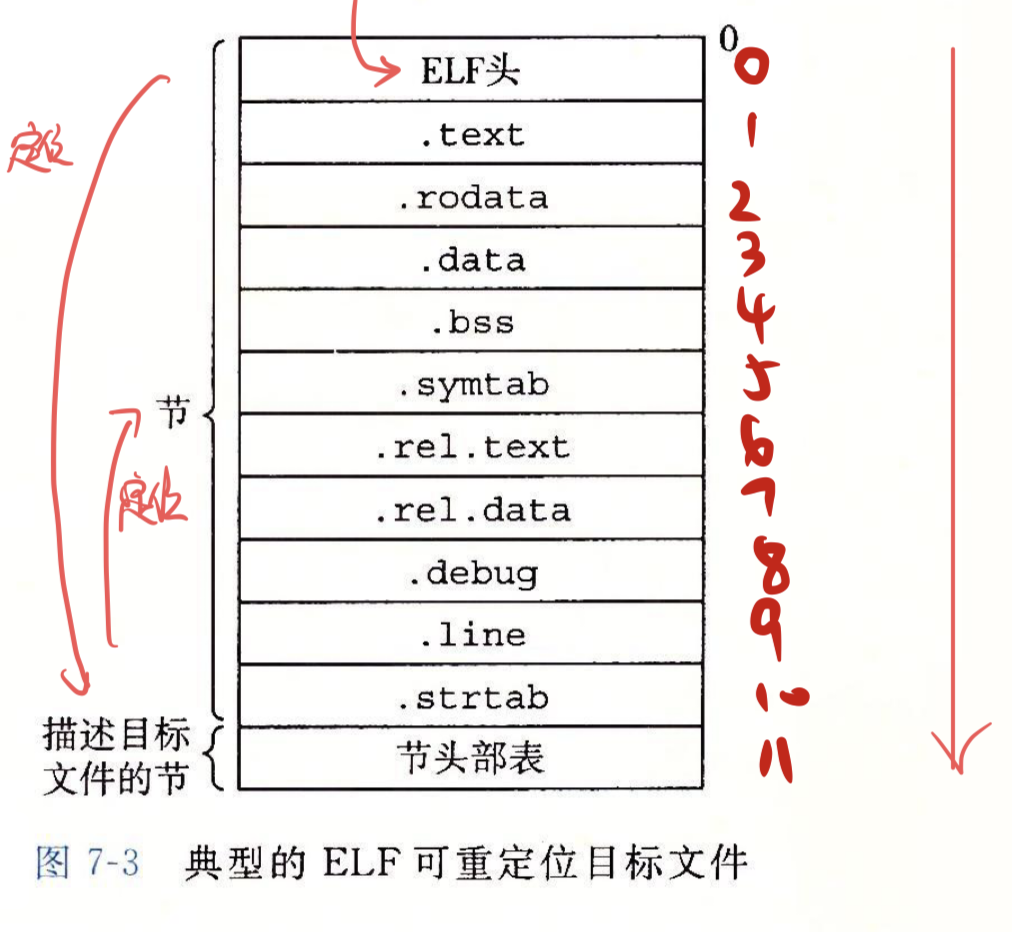 0
ELF头
0
定位
.text
1
.rodata
2
.data
3
.bss
4
.symtab
5
节
.rel.text
6
定位
.rel.data
7
.debug
8
.line
9
.strtab
10
描述目标
文件的节
节头部表
11
图 7-3 典型的 ELF 可重定位目标文件